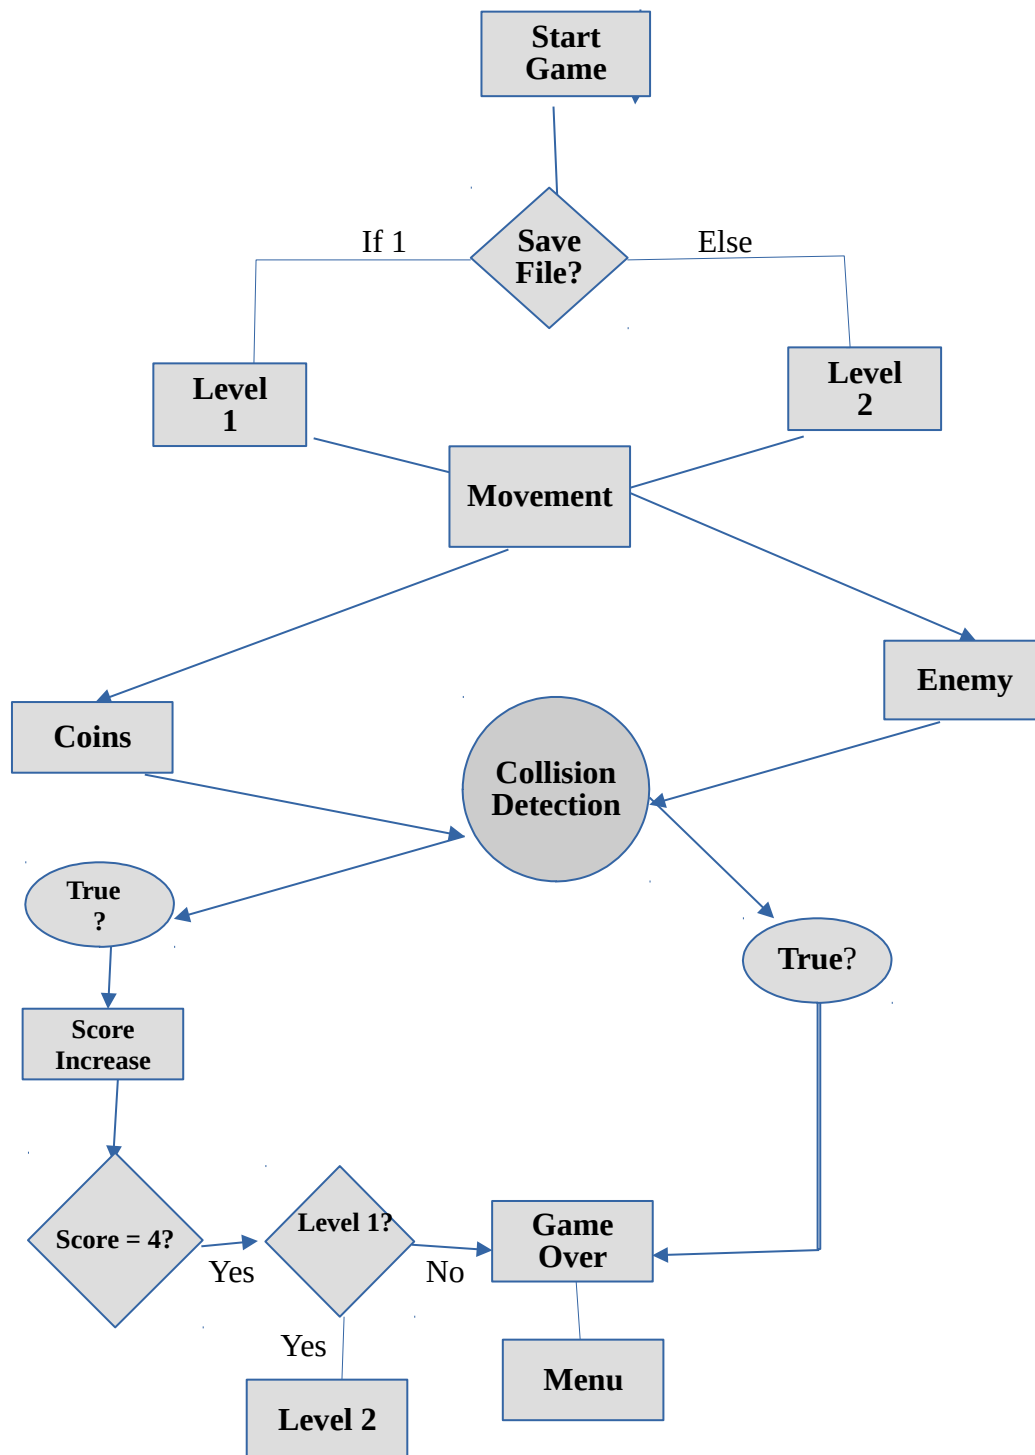 Start
Game
If 1
Save
File?
Else
Level
1
Level
2
Movement
Enemy
Coins
Collision
Detection
True
?
True?
Score
Increase
Score = 4?
Yes
Level 1?
No
Game
Over
Yes
Menu
Level 2